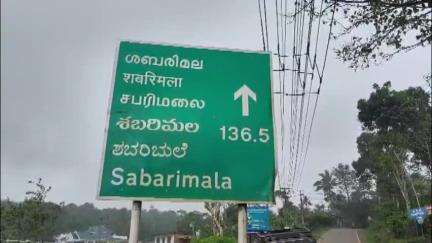 ശബരിമല
शबरिमला
சபரிமலை
శబరిమల
ಶಬರಿಮಲೆ
136.5
Sabarimala